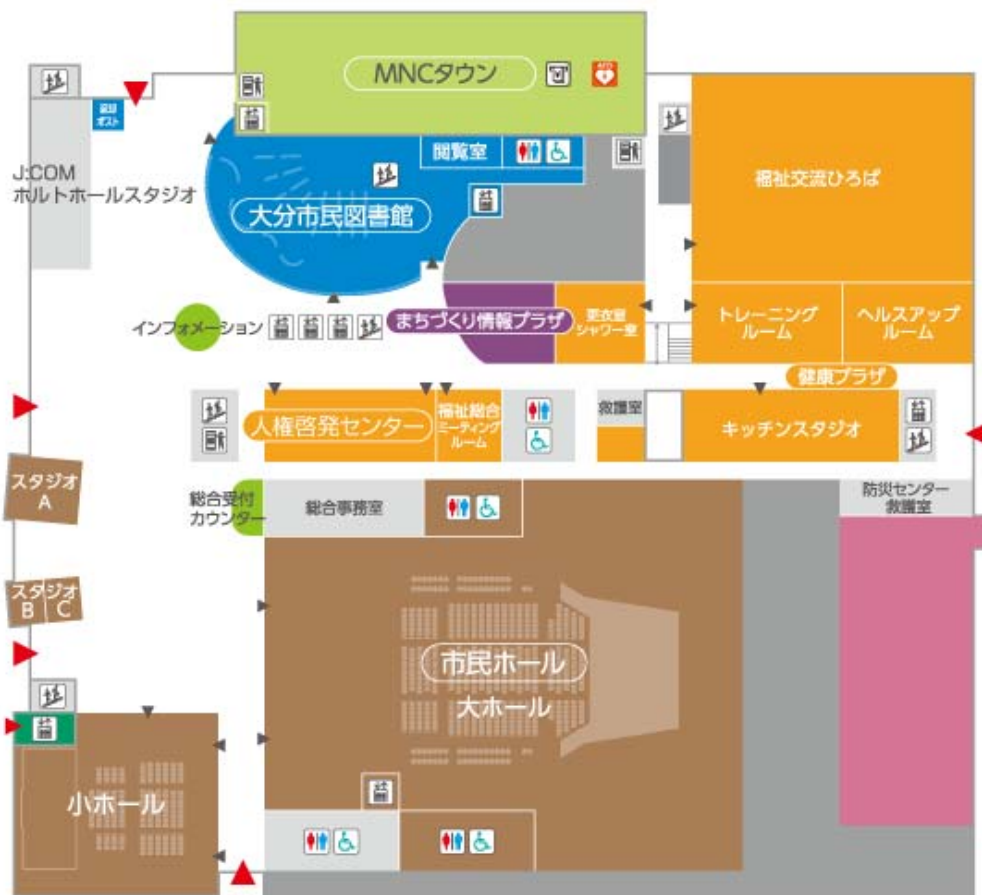 MNCタウン
AED
返却
ポスト
閲覧室
J:COM
ホルトホールスタジオ
大分市民図書館
福祉交流ひろば
インフォメーション
まちづくり情報プラザ
更衣室
シャワー室
トレーニング
ルーム
ヘルスアップ
ルーム
健康プラザ
人権啓発センター
福祉総合
ミーティング
ルーム
救護室
キッチンスタジオ
スタジオ
A
総合受付
カウンター
総合事務室
防災センター
救護室
スタジオ
B C
市民ホール
大ホール
小ホール